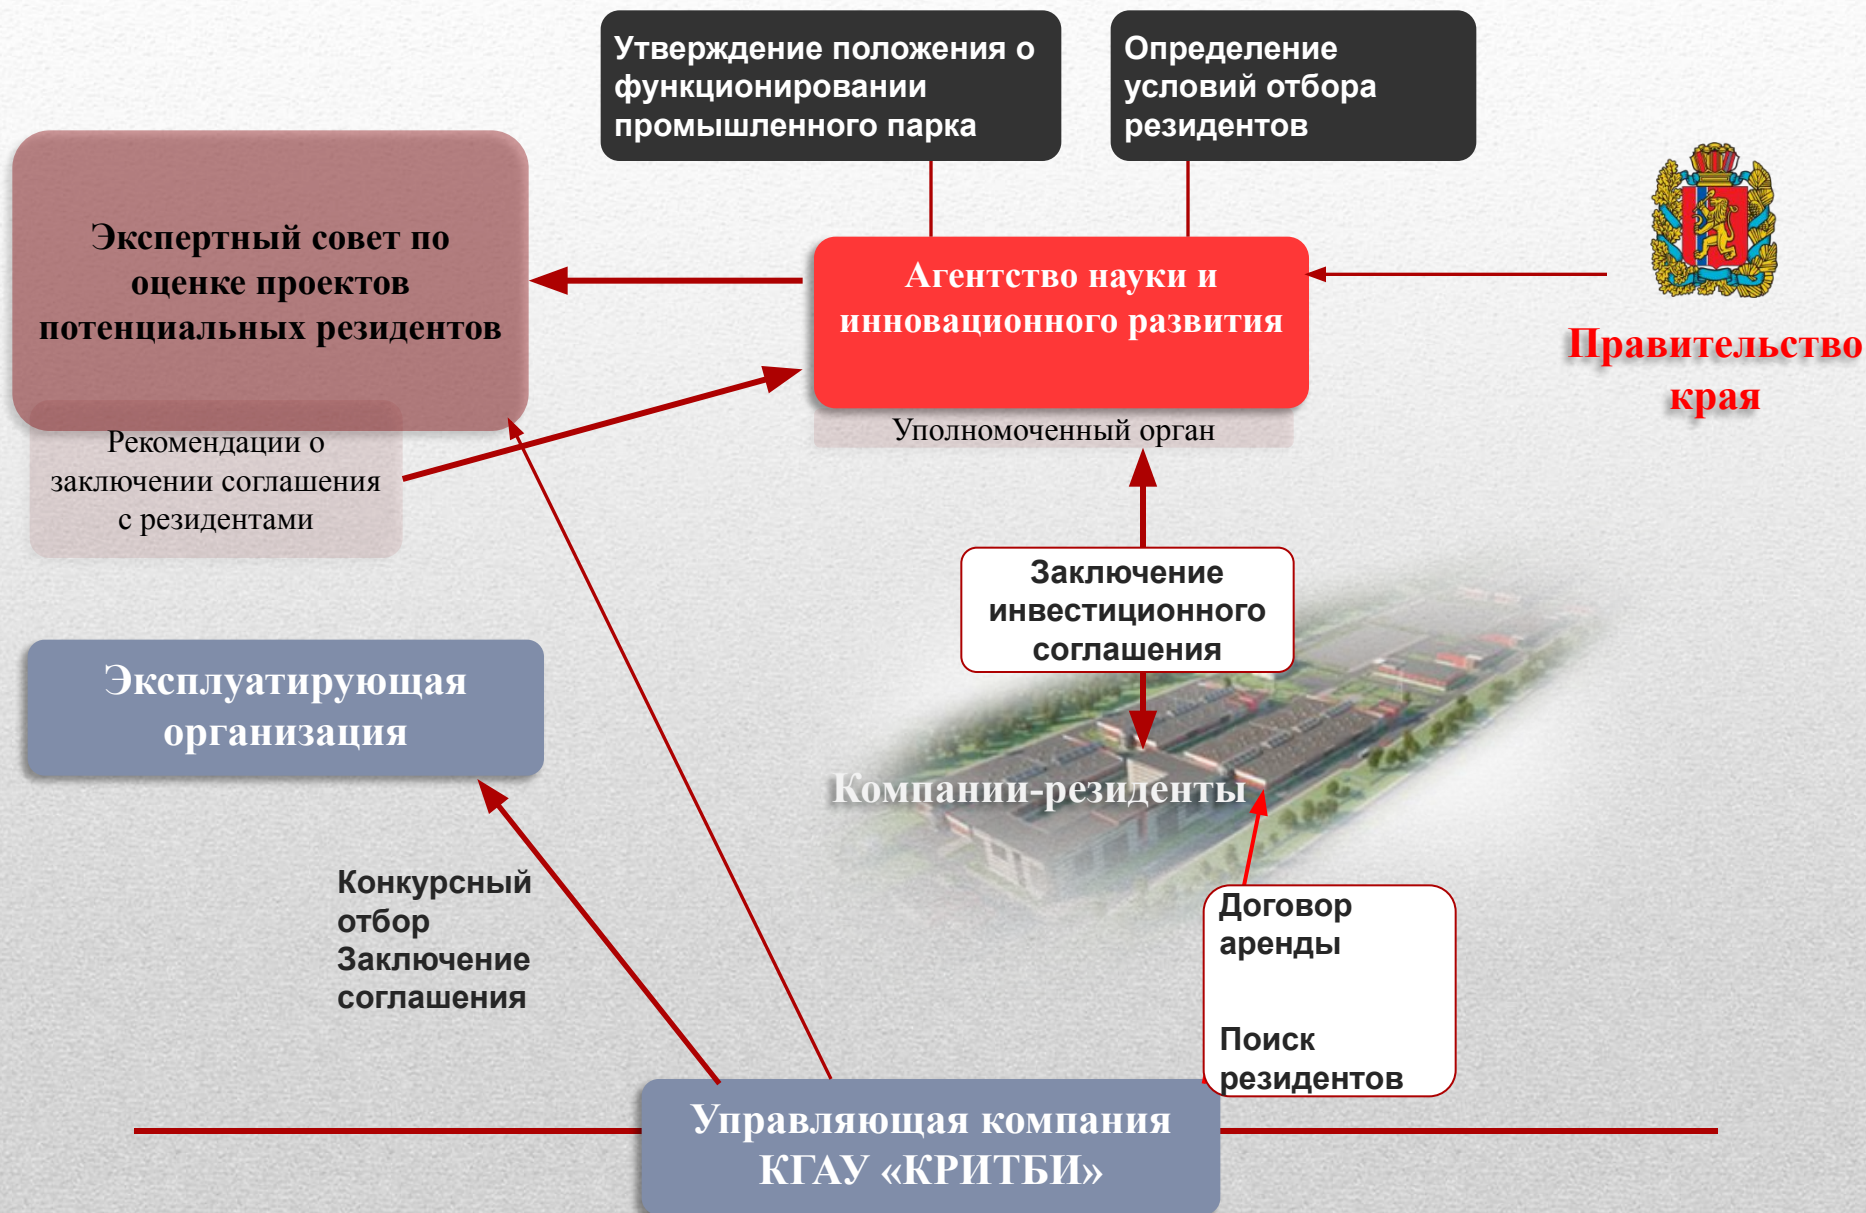 Утверждение положения о
функционировании
промышленного парка
Определение
условий отбора
резидентов
Экспертный совет по
оценке проектов
потенциальных резидентов
Агентство науки и
инновационного развития
Правительство
края
Рекомендации о
заключении соглашения
с резидентами
Уполномоченный орган
Заключение
инвестиционного
соглашения
Эксплуатирующая
организация
Компании-резиденты
Конкурсный
отбор
Заключение
соглашения
Договор
аренды
Поиск
резидентов
Управляющая компания
КГАУ «КРИТБИ»